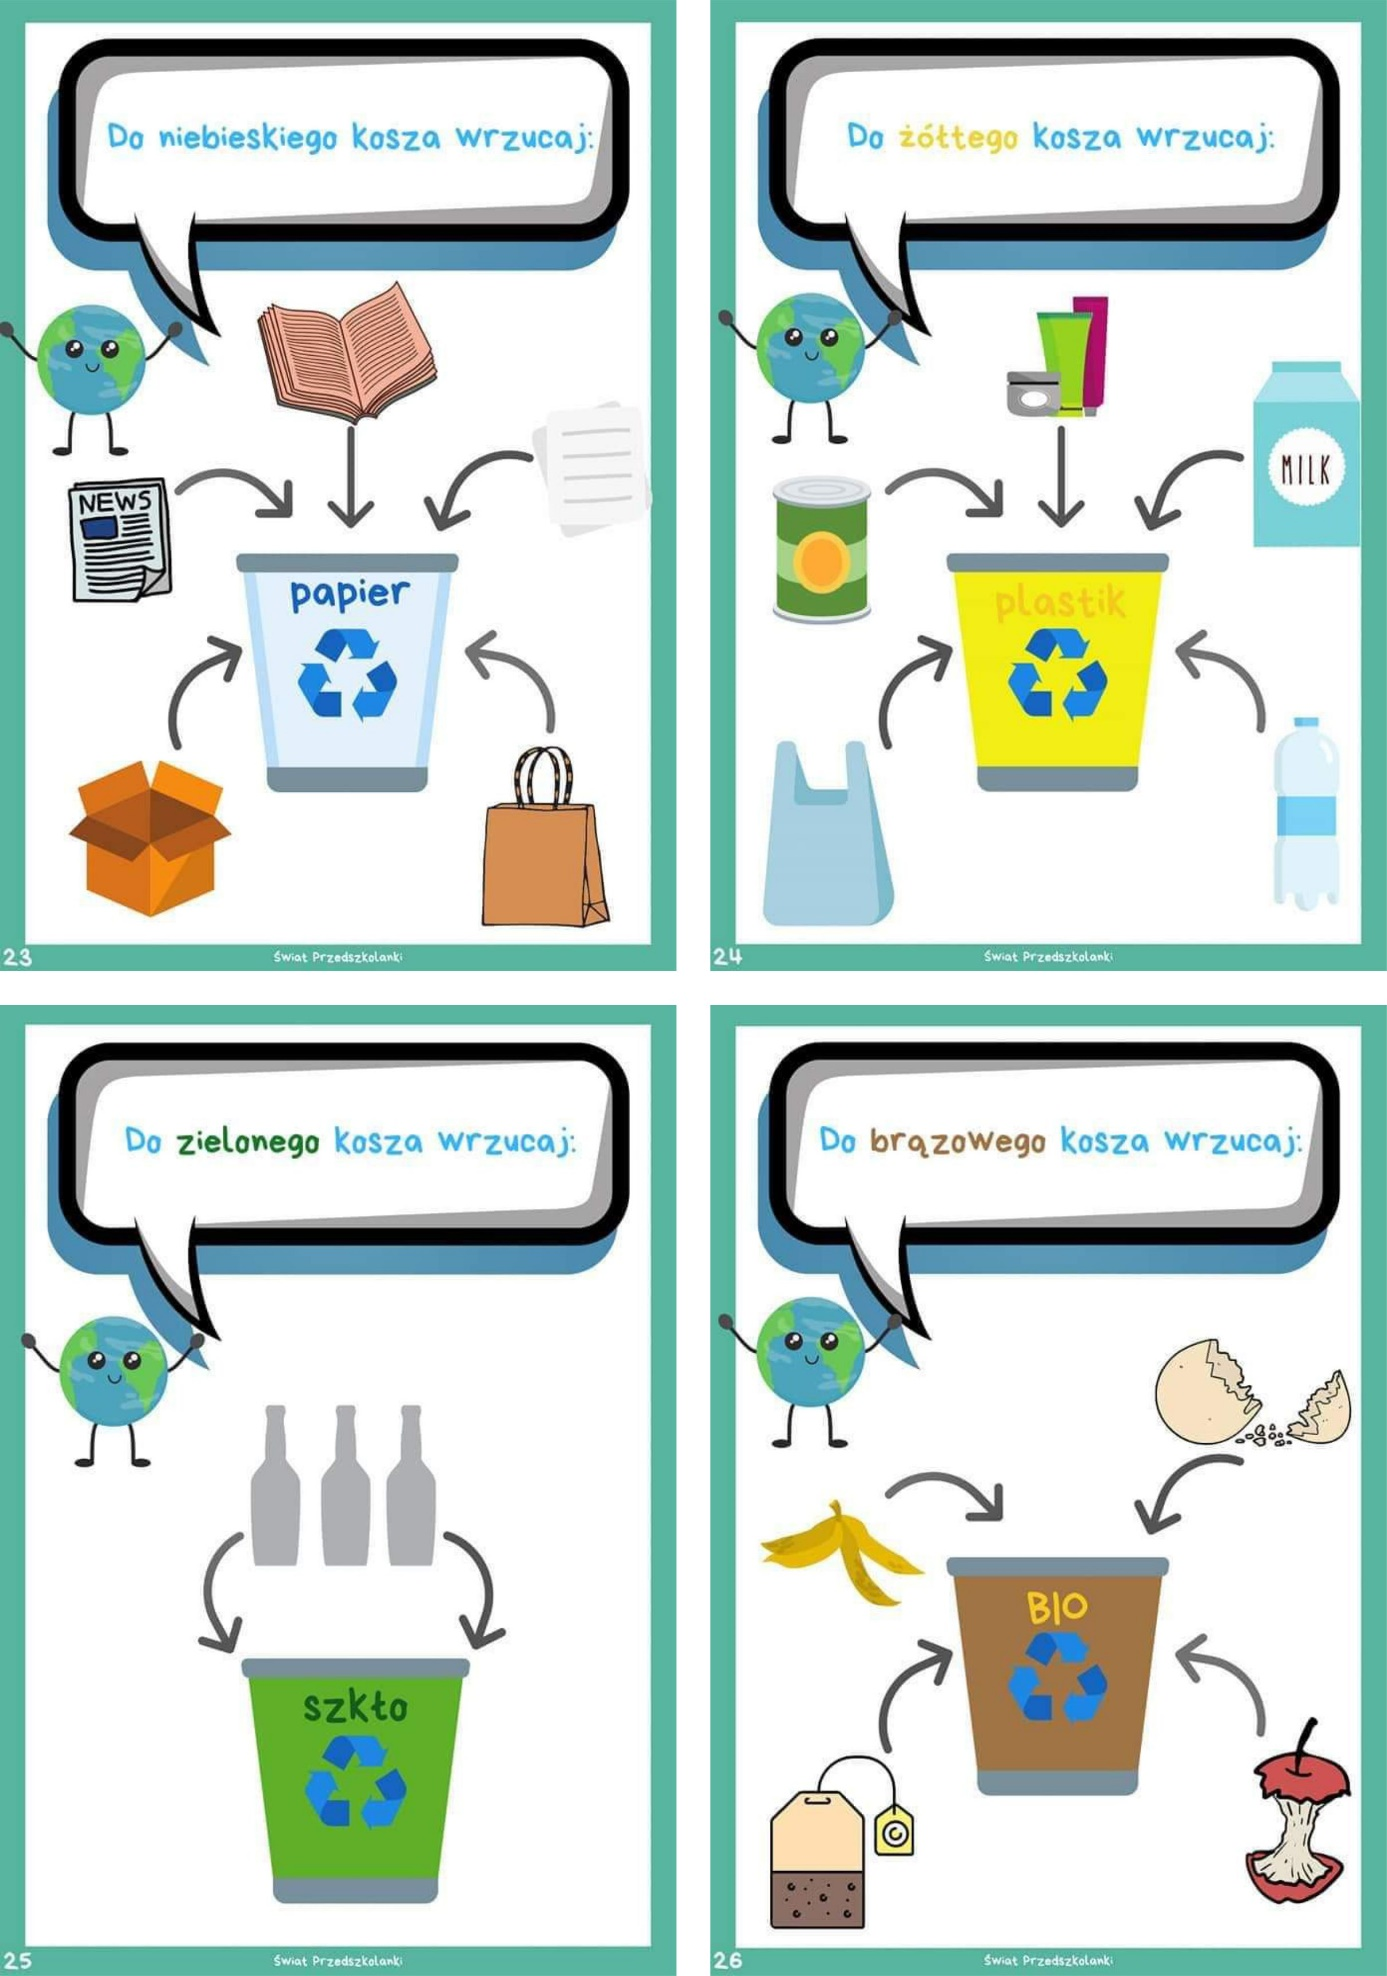 Do niebieskiego kosza wrzucaj:
NEWS
papier
23
Świat Przedszkolanki
Do żółtego kosza wrzucaj:
MILK
plastik
24
Świat Przedszkolanki
Do zielonego kosza wrzucaj:
szkło
25
Świat Przedszkolanki
Do brązowego kosza wrzucaj:
BIO
26
Świat Przedszkolanki